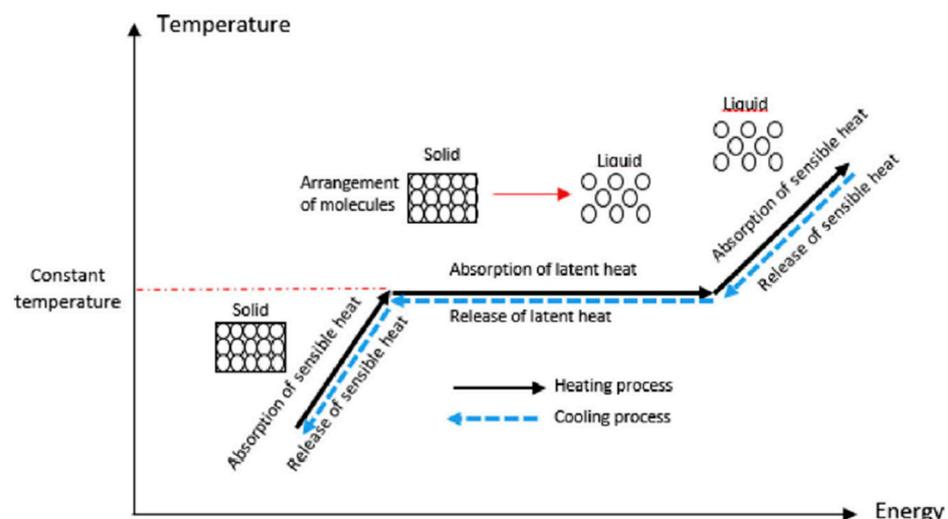 Temperature
Liquid
Absorption of sensible heat
Release of sensible heat
Solid
Liquid
Arrangement
of molecules
Absorption of latent heat
Constant
temperature
Release of latent heat
Solid
Absorption of sensible heat
Release of sensible heat
Heating process
Cooling process
Energy